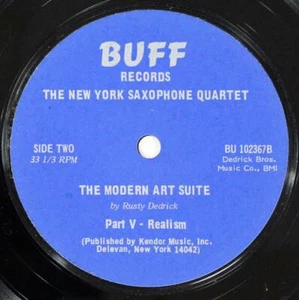 BUFF
RECORDS
THE NEW YORK SAXOPHONE QUARTET
SIDE TWO
33 1/3 RPM
BU 102367B
Dedrick Bros.
Music Co., BMI
THE MODERN ART SUITE
by Rusty Dedrick
Part V - Realism
(Published by Kendor Music, Inc.
Delevan, New York 14042)